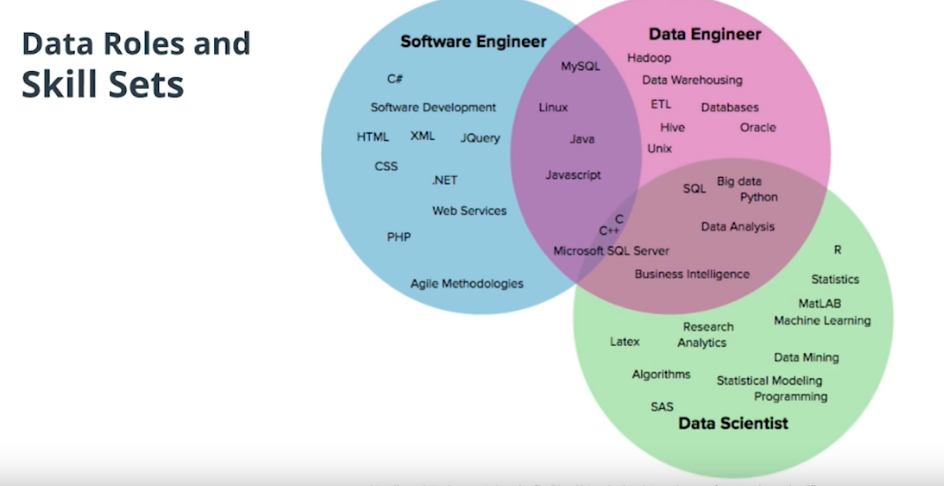 Data Roles and
Skill Sets
Software Engineer
C#
Software Development
HTML XML JQuery
CSS
.NET
Web Services
PHP
Agile Methodologies
MySQL
Linux
Java
Javascript
C
C++
Microsoft SQL Server
Data Engineer
Hadoop
Data Warehousing
ETL Databases
Hive Oracle
Unix
SQL Big data
Python
Data Analysis
Business Intelligence
R
Statistics
MatLAB
Machine Learning
Research
Latex Analytics
Data Mining
Algorithms Statistical Modeling
Programming
SAS
Data Scientist